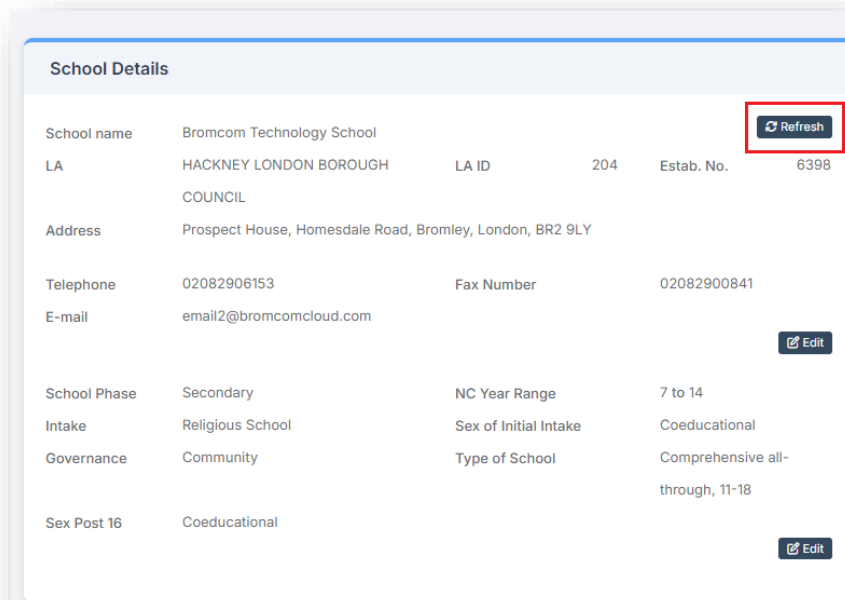 School Details
Refresh
School name Bromcom Technology School
LA HACKNEY LONDON BOROUGH LA ID 204 Estab. No. 6398
COUNCIL
Address Prospect House, Homesdale Road, Bromley, London, BR2 9LY
Telephone 02082906153 Fax Number 02082900841
E-mail email2@bromcomcloud.com
Edit
School Phase Secondary NC Year Range 7 to 14
Intake Religious School Sex of Initial Intake Coeducational
Governance Community Type of School Comprehensive all-
through, 11-18
Sex Post 16 Coeducational
Edit